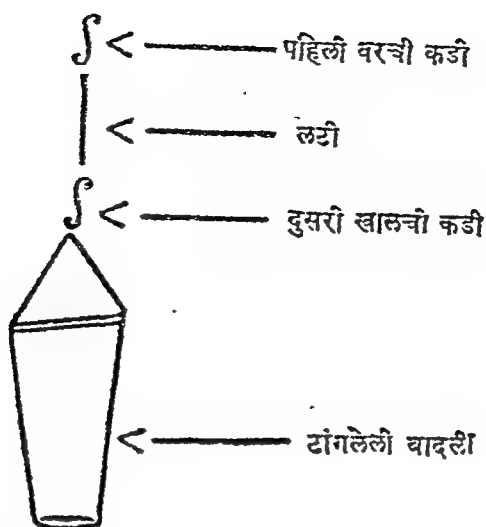 पहिली वरची कडी
लटी
दुसरी खालची कडी
टांगलेली बादली